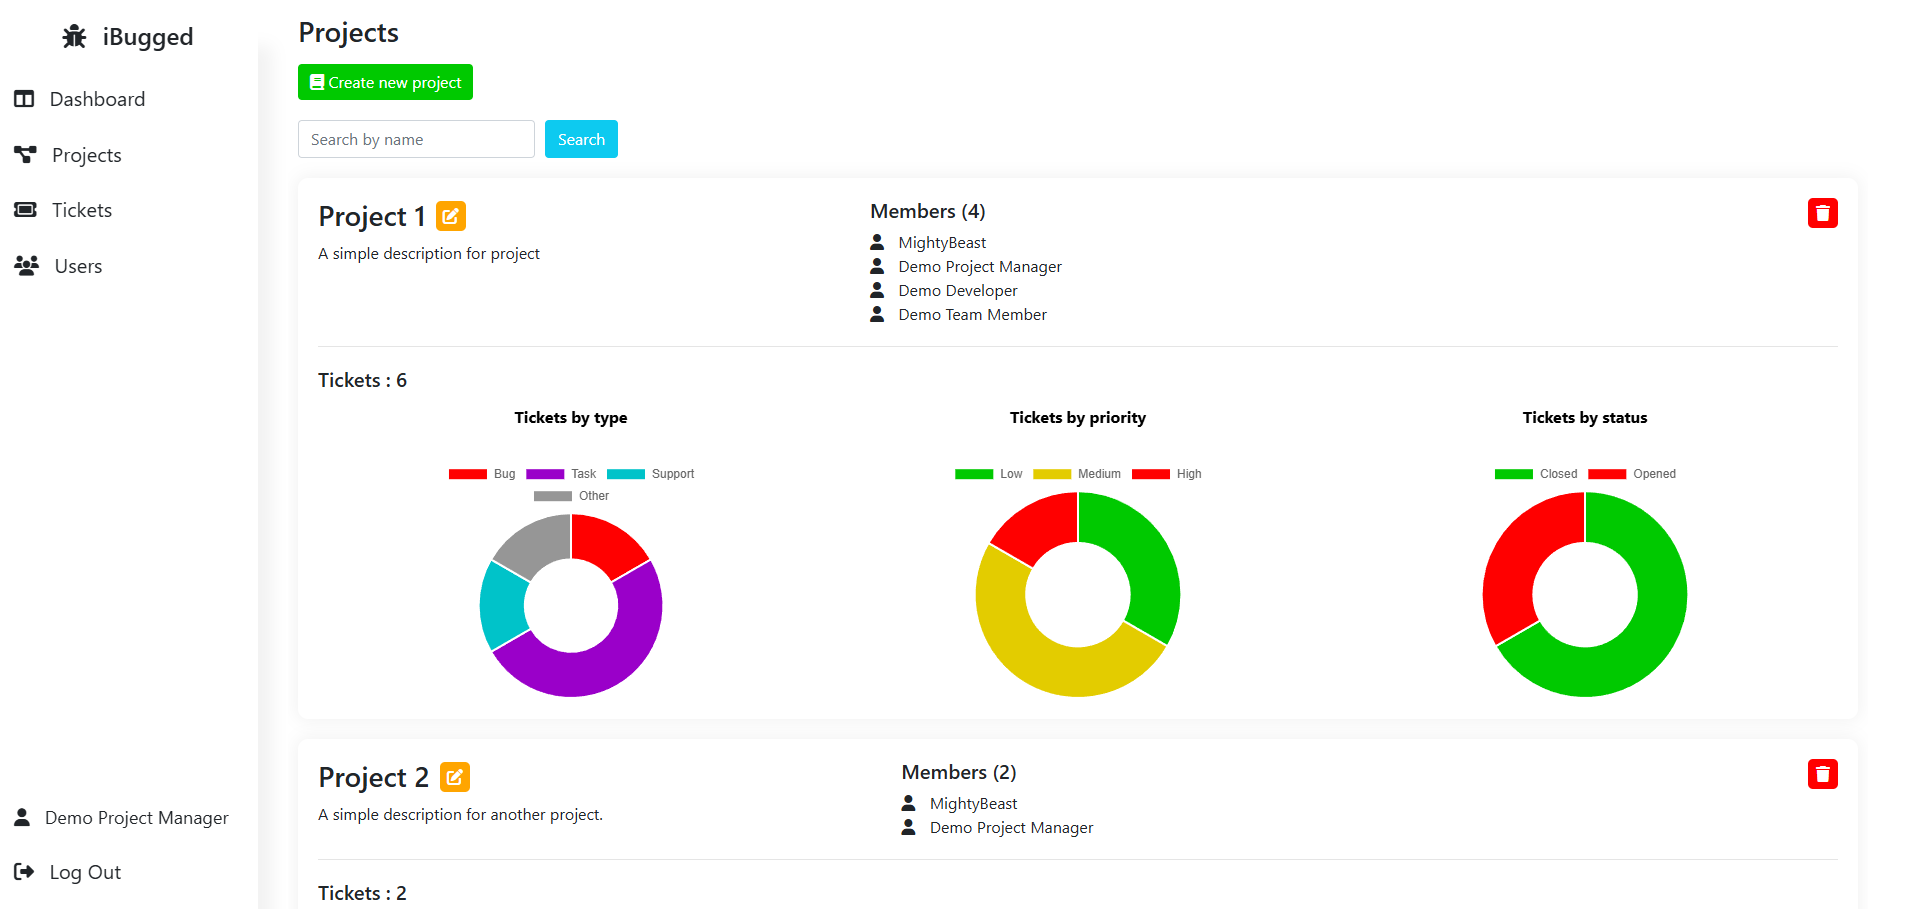 iBugged
Dashboard
Projects
Tickets
Users
Demo Project Manager
Log Out
Projects
Create new project
Search by name
Search
Project 1
A simple description for project
Members (4)
MightyBeast
Demo Project Manager
Demo Developer
Demo Team Member
Tickets : 6
Tickets by type
Bug Task Support
Other
Tickets by priority
Low Medium High
Tickets by status
Closed Opened
Project 2
A simple description for another project.
Members (2)
MightyBeast
Demo Project Manager
Tickets : 2